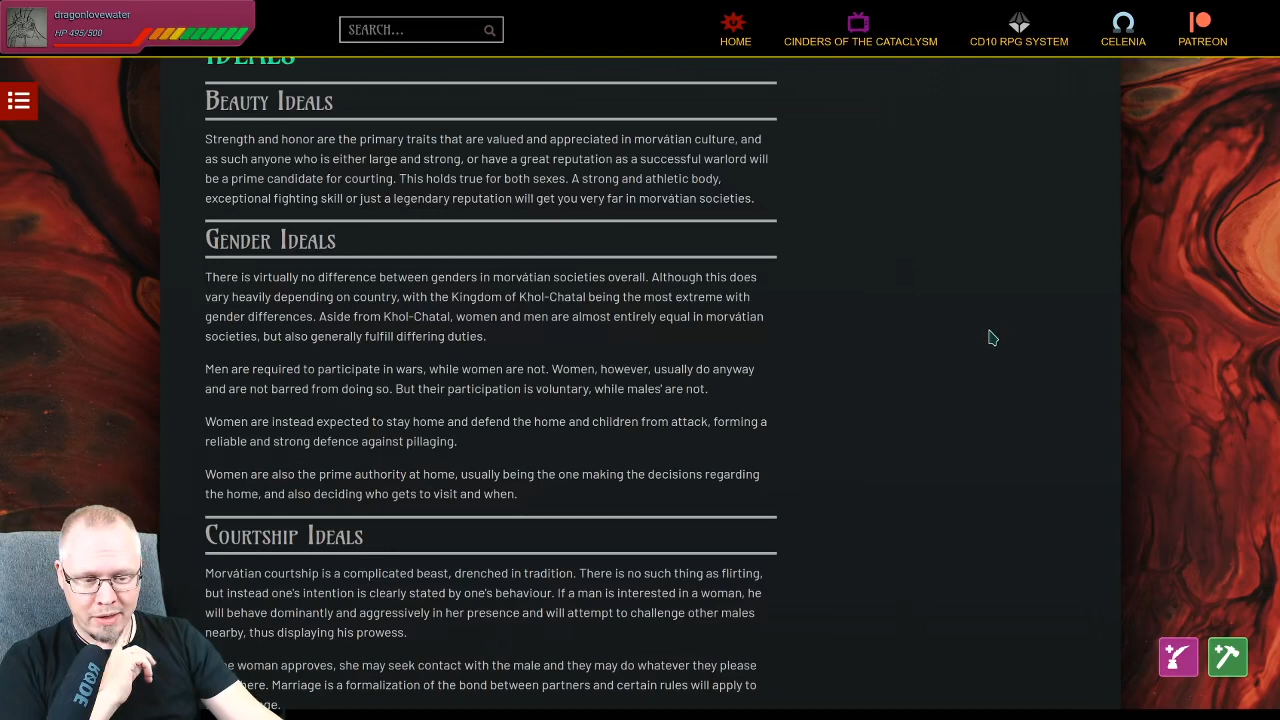 dragonlovewater
HP 495/500
SEARCH...
HOME
CINDERS OF THE CATACLYSM
CD10 RPG SYSTEM
CELENIA
PATREON
IDEALS
BEAUTY IDEALS
Strength and honor are the primary traits that are valued and appreciated in morvátian culture, and
as such anyone who is either large and strong, or have a great reputation as a successful warlord will
be a prime candidate for courting. This holds true for both sexes. A strong and athletic body,
exceptional fighting skill or just a legendary reputation will get you very far in morvátian societies.
GENDER IDEALS
There is virtually no difference between genders in morvátian societies overall. Although this does
vary heavily depending on country, with the Kingdom of Khol-Chatal being the most extreme with
gender differences. Aside from Khol-Chatal, women and men are almost entirely equal in morvátian
societies, but also generally fulfill differing duties.
Men are required to participate in wars, while women are not. Women, however, usually do anyway
and are not barred from doing so. But their participation is voluntary, while males' are not.
Women are instead expected to stay home and defend the home and children from attack, forming a
reliable and strong defence against pillaging.
Women are also the prime authority at home, usually being the one making the decisions regarding
the home, and also deciding who gets to visit and when.
COURTSHIP IDEALS
Morvátian courtship is a complicated beast, drenched in tradition. There is no such thing as flirting,
but instead one's intention is clearly stated by one's behaviour. If a man is interested in a woman, he
will behave dominantly and aggressively in her presence and will attempt to challenge other males
nearby, thus displaying his prowess.
woman approves, she may seek contact with the male and they may do whatever they please
Marriage is a formalization of the bond between partners and certain rules will apply to
RØDE